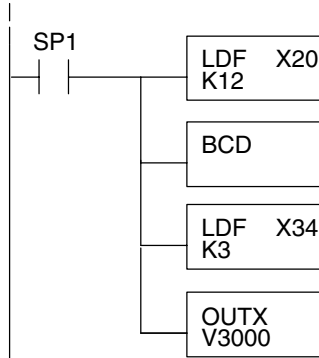 SP1
LDF X20
K12
BCD
LDF X34
K3
OUTX
V3000